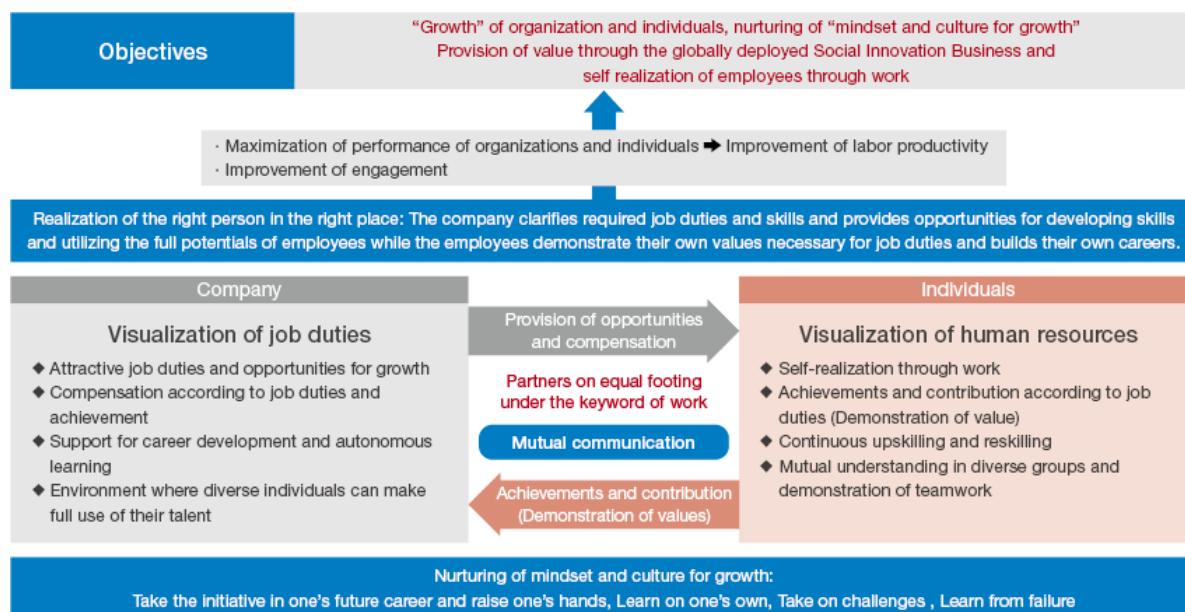 Objectives
“Growth” of organization and individuals, nurturing of “mindset and culture for growth”
Provision of value through the globally deployed Social Innovation Business and
self realization of employees through work
· Maximization of performance of organizations and individuals ➡ Improvement of labor productivity
· Improvement of engagement
Realization of the right person in the right place: The company clarifies required job duties and skills and provides opportunities for developing skills
and utilizing the full potentials of employees while the employees demonstrate their own values necessary for job duties and builds their own careers.
Company
Visualization of job duties
◆ Attractive job duties and opportunities for growth
◆ Compensation according to job duties and
achievement
◆ Support for career development and autonomous
learning
◆ Environment where diverse individuals can make
full use of their talent
Provision of opportunities
and compensation
Partners on equal footing
under the keyword of work
Mutual communication
Achievements and contribution
(Demonstration of values)
Individuals
Visualization of human resources
◆ Self-realization through work
◆ Achievements and contribution according to job
duties (Demonstration of value)
◆ Continuous upskilling and reskilling
◆ Mutual understanding in diverse groups and
demonstration of teamwork
Nurturing of mindset and culture for growth:
Take the initiative in one’s future career and raise one’s hands, Learn on one’s own, Take on challenges , Learn from failure